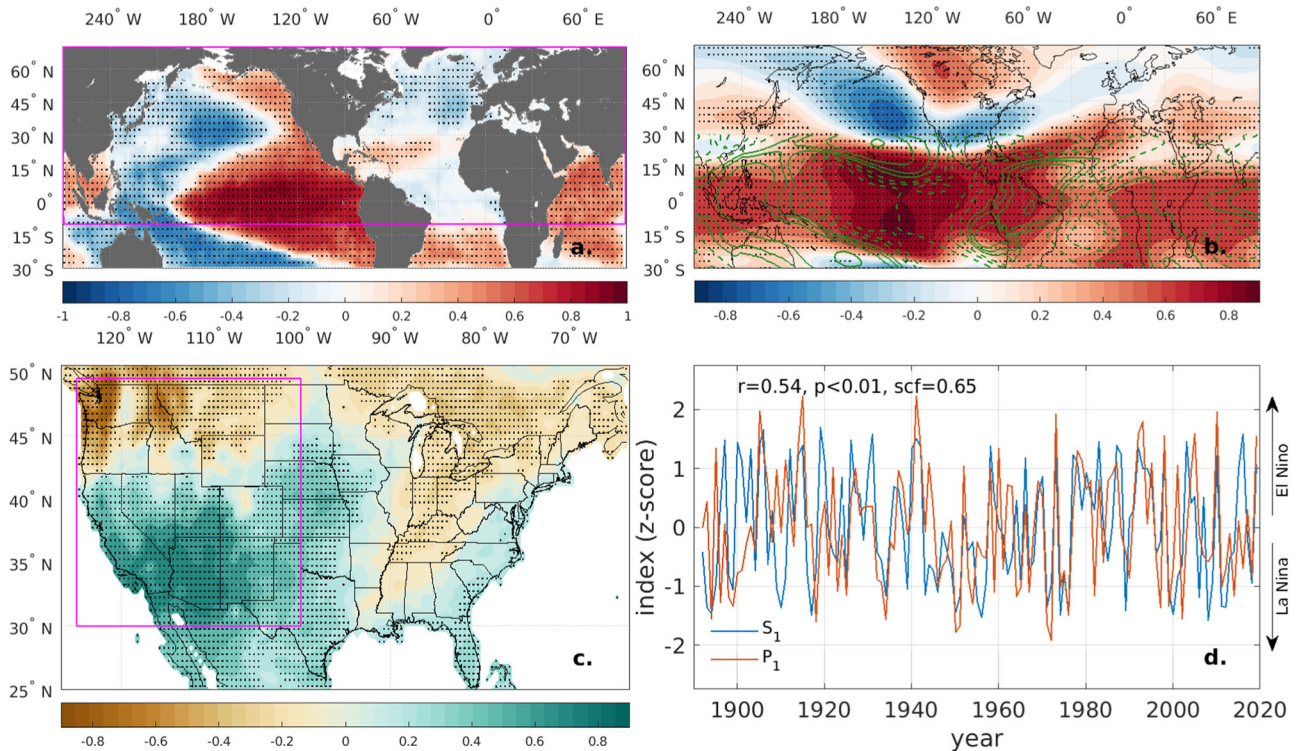 240° W 180° W 120° W 60° W 0° 60° E
60° N
45° N
30° N
15° N
0°
15° S
30° S
a.
-1 -0.8 -0.6 -0.4 -0.2 0 0.2 0.4 0.6 0.8 1
240° W 180° W 120° W 60° W 0° 60° E
60° N
45° N
30° N
15° N
0°
15° S
30° S
b.
-0.8 -0.6 -0.4 -0.2 0 0.2 0.4 0.6 0.8
120° W 110° W 100° W 90° W 80° W 70° W
50° N
45° N
40° N
35° N
30° N
25° N
c.
-0.8 -0.6 -0.4 -0.2 0 0.2 0.4 0.6 0.8
r=0.54, p<0.01, scf=0.65
2
1
0
-1
-2
index (z-score)
El Nino
La Nina
S1
P1
d.
1900 1920 1940 1960 1980 2000 2020
year